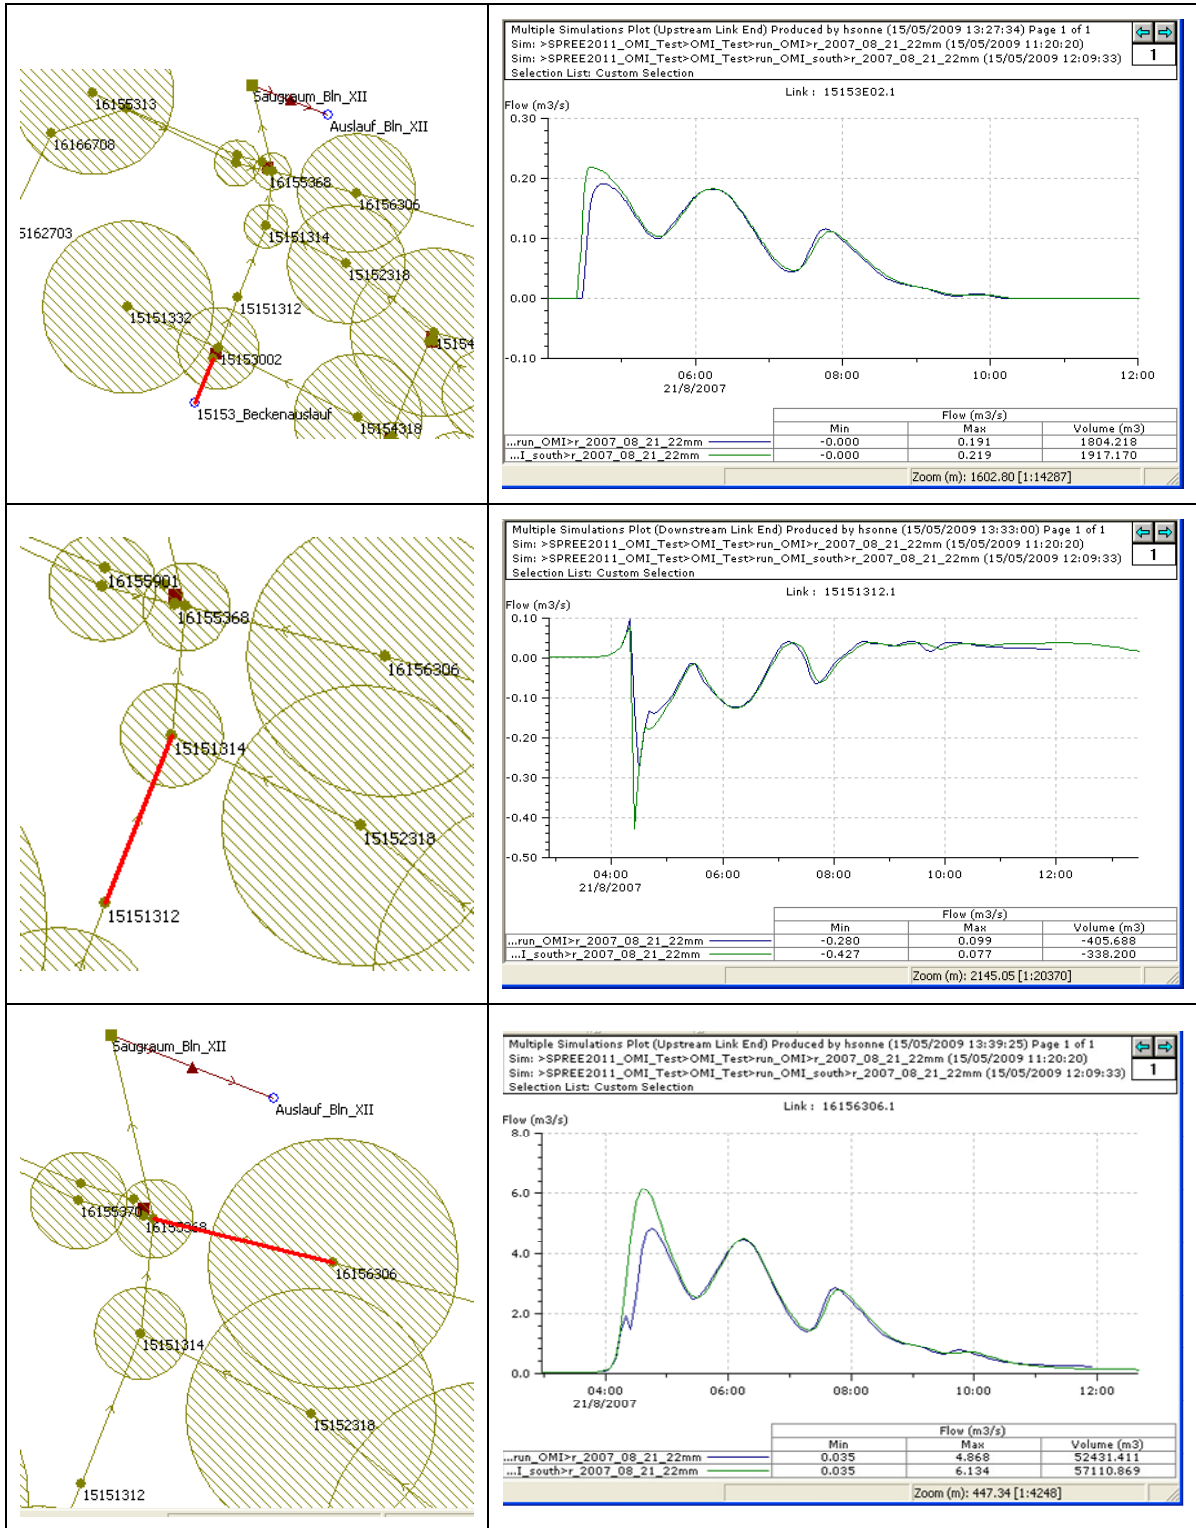 16155313
16166708
Saugraum_Bln_XII
Auslauf_Bln_XII
16155368
16156306
5162703
15151314
15152318
15151312
15151332
15153002
15154
15153_Beckenauslauf
15154318
Multiple Simulations Plot (Upstream Link End) Produced by hsonne (15/05/2009 13:27:34) Page 1 of 1
Sim: >SPREE2011_OMI_Test>OMI_Test>run_OMI>r_2007_08_21_22mm (15/05/2009 11:20:20)
Sim: >SPREE2011_OMI_Test>OMI_Test>run_OMI_south>r_2007_08_21_22mm (15/05/2009 12:09:33)
Selection List: Custom Selection
1
Link : 15153E02.1
Flow (m3/s)
0.30
0.20
0.10
0.00
-0.10
06:00 08:00 10:00 12:00
21/8/2007
Flow (m3/s)
Min Max Volume (m3)
...run_OMI>r_2007_08_21_22mm -0.000 0.191 1804.218
...I_south>r_2007_08_21_22mm -0.000 0.219 1917.170
Zoom (m): 1602.80 [1:14287]
16155901
16155368
16156306
15151314
15152318
15151312
Multiple Simulations Plot (Downstream Link End) Produced by hsonne (15/05/2009 13:33:00) Page 1 of 1
Sim: >SPREE2011_OMI_Test>OMI_Test>run_OMI>r_2007_08_21_22mm (15/05/2009 11:20:20)
Sim: >SPREE2011_OMI_Test>OMI_Test>run_OMI_south>r_2007_08_21_22mm (15/05/2009 12:09:33)
Selection List: Custom Selection
1
Link : 15151312.1
Flow (m3/s)
0.10
0.00
-0.10
-0.20
-0.30
-0.40
-0.50
04:00 06:00 08:00 10:00 12:00
21/8/2007
Flow (m3/s)
Min Max Volume (m3)
...run_OMI>r_2007_08_21_22mm -0.280 0.099 -405.688
...I_south>r_2007_08_21_22mm -0.427 0.077 -338.200
Zoom (m): 2145.05 [1:20370]
Saugraum_Bln_XII
Auslauf_Bln_XII
16155370
16155368
16156306
15151314
15152318
15151312
Multiple Simulations Plot (Upstream Link End) Produced by hsonne (15/05/2009 13:39:25) Page 1 of 1
Sim: >SPREE2011_OMI_Test>OMI_Test>run_OMI>r_2007_08_21_22mm (15/05/2009 11:20:20)
Sim: >SPREE2011_OMI_Test>OMI_Test>run_OMI_south>r_2007_08_21_22mm (15/05/2009 12:09:33)
Selection List: Custom Selection
1
Link : 16156306.1
Flow (m3/s)
8.0
6.0
4.0
2.0
0.0
04:00 06:00 08:00 10:00 12:00
21/8/2007
Flow (m3/s)
Min Max Volume (m3)
...run_OMI>r_2007_08_21_22mm 0.035 4.868 52431.411
...I_south>r_2007_08_21_22mm 0.035 6.134 57110.869
Zoom (m): 447.34 [1:4248]